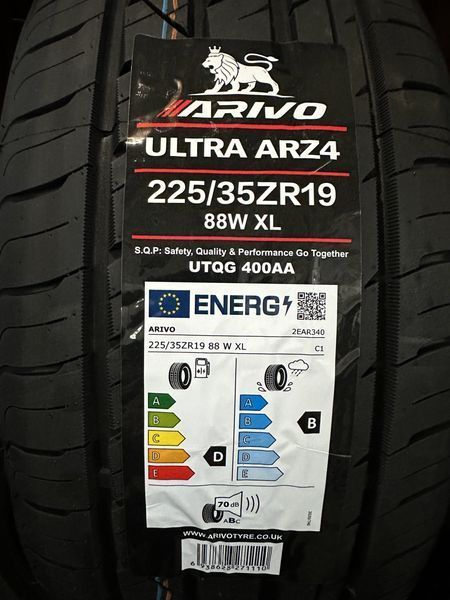 ARIVO
ULTRA ARZ4
225/35ZR19
88W XL
S.Q.P: Safety, Quality & Performance Go Together
UTQG 400AA
ENERG
ARIVO 2EAR340
225/35ZR19 88 W XL C1
A
B
C
D
E
D
A
B
C
D
E
B
70 dB
ABC
WWW.ARIVOTYRE.CO.UK